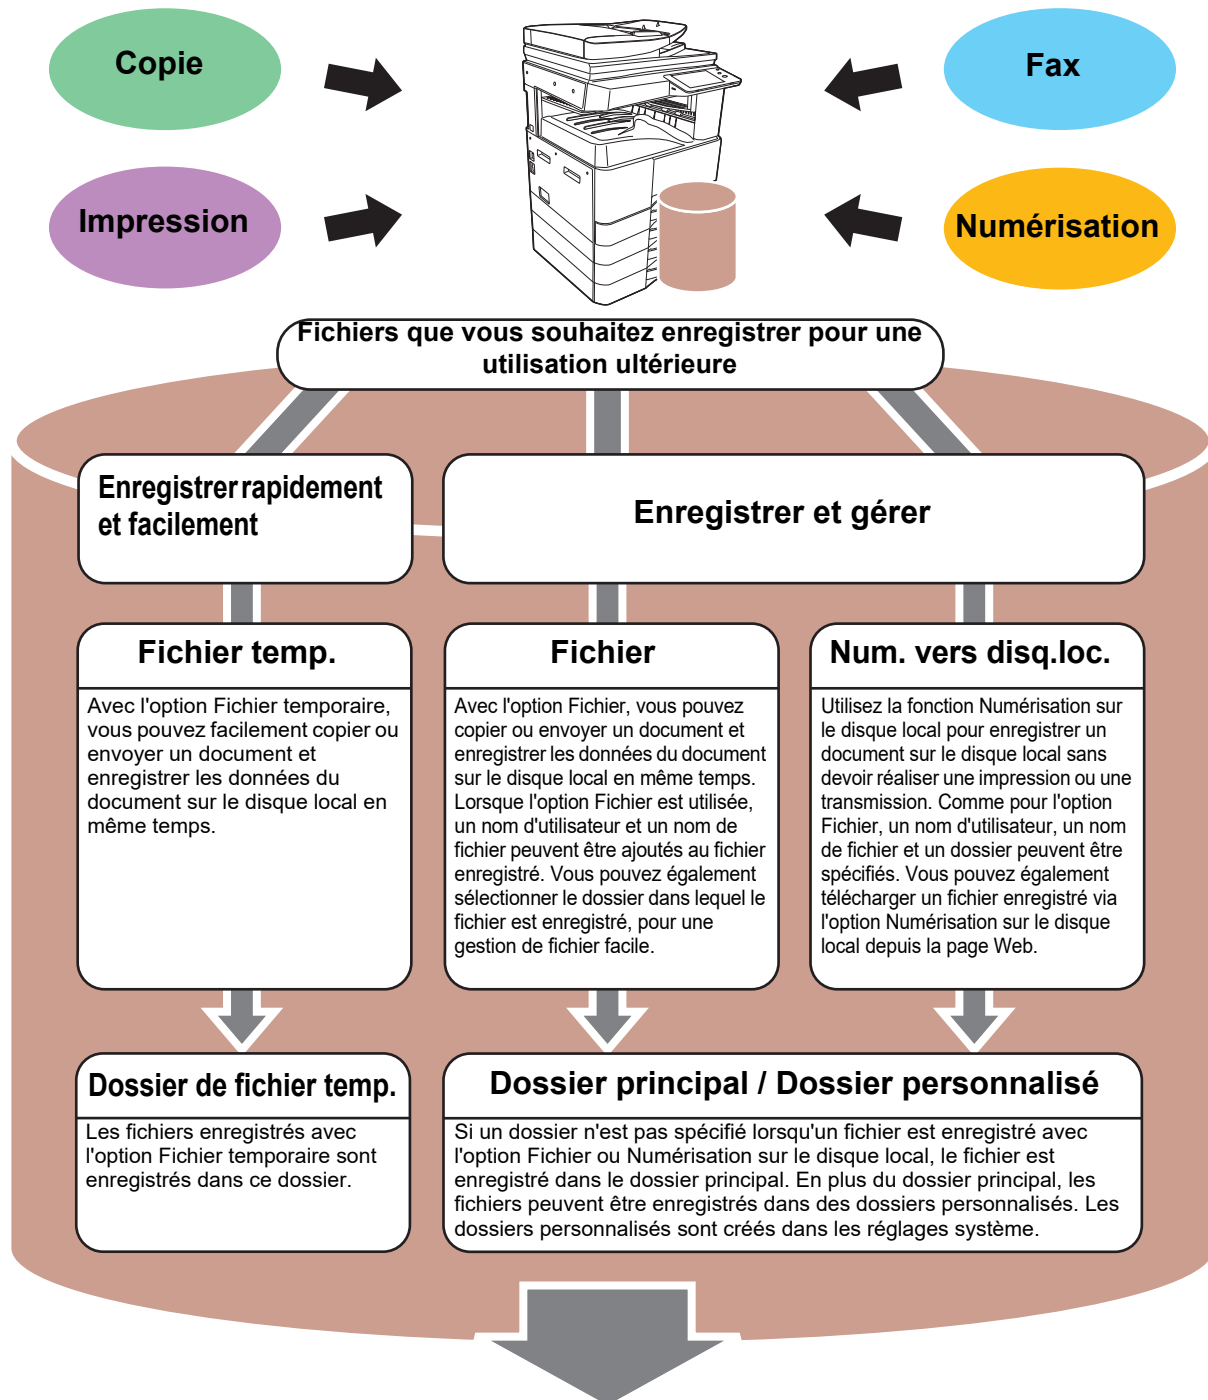 Copie
Fax
Impression
Numérisation
Fichiers que vous souhaitez enregistrer pour une
utilisation ultérieure
Enregistrer rapidement
et facilement
Enregistrer et gérer
Fichier temp.
Avec l'option Fichier temporaire,
vous pouvez facilement copier ou
envoyer un document et
enregistrer les données du
document sur le disque local en
même temps.
Fichier
Avec l'option Fichier, vous pouvez
copier ou envoyer un document et
enregistrer les données du document
sur le disque local en même temps.
Lorsque l'option Fichier est utilisée,
un nom d'utilisateur et un nom de
fichier peuvent être ajoutés au fichier
enregistré. Vous pouvez également
sélectionner le dossier dans lequel le
fichier est enregistré, pour une
gestion de fichier facile.
Num. vers disq.loc.
Utilisez la fonction Numérisation sur
le disque local pour enregistrer un
document sur le disque local sans
devoir réaliser une impression ou une
transmission. Comme pour l'option
Fichier, un nom d'utilisateur, un nom
de fichier et un dossier peuvent être
spécifiés. Vous pouvez également
télécharger un fichier enregistré via
l'option Numérisation sur le disque
local depuis la page Web.
Dossier de fichier temp.
Les fichiers enregistrés avec
l'option Fichier temporaire sont
enregistrés dans ce dossier.
Dossier principal / Dossier personnalisé
Si un dossier n'est pas spécifié lorsqu'un fichier est enregistré avec
l'option Fichier ou Numérisation sur le disque local, le fichier est
enregistré dans le dossier principal. En plus du dossier principal, les
fichiers peuvent être enregistrés dans des dossiers personnalisés. Les
dossiers personnalisés sont créés dans les réglages système.